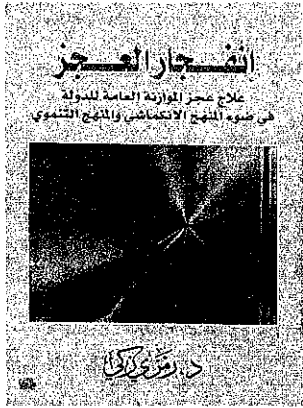 انفجار العجز
علاج عجز الموازنة العامة للدولة
في ضوء المنهج الانكماشي والمنهج التنموي
د. رمزي زكي